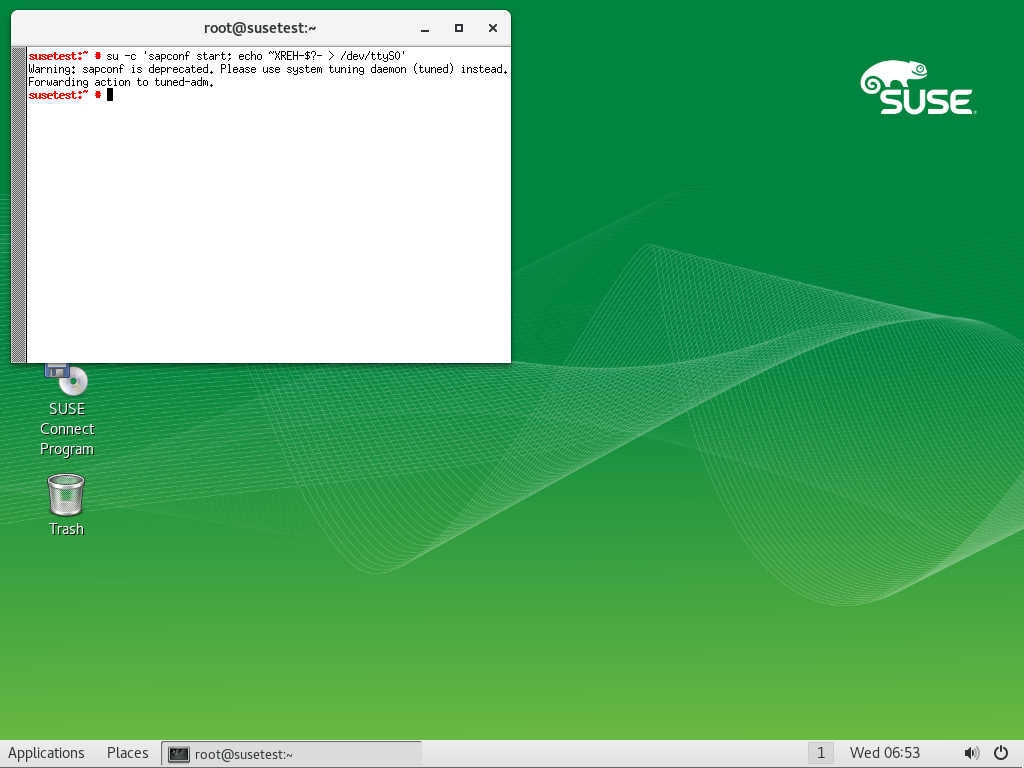 root@susetest:~
susetest:~ # su -c 'sapconf start; echo ~XREH-$?- > /dev/ttyS0'
Warning: sapconf is deprecated. Please use system tuning daemon (tuned) instead.
Forwarding action to tuned-adm.
susetest:~ #
SUSE
SUSE
Connect
Program
Trash
Applications
Places
root@susetest:~
1
Wed 06:53